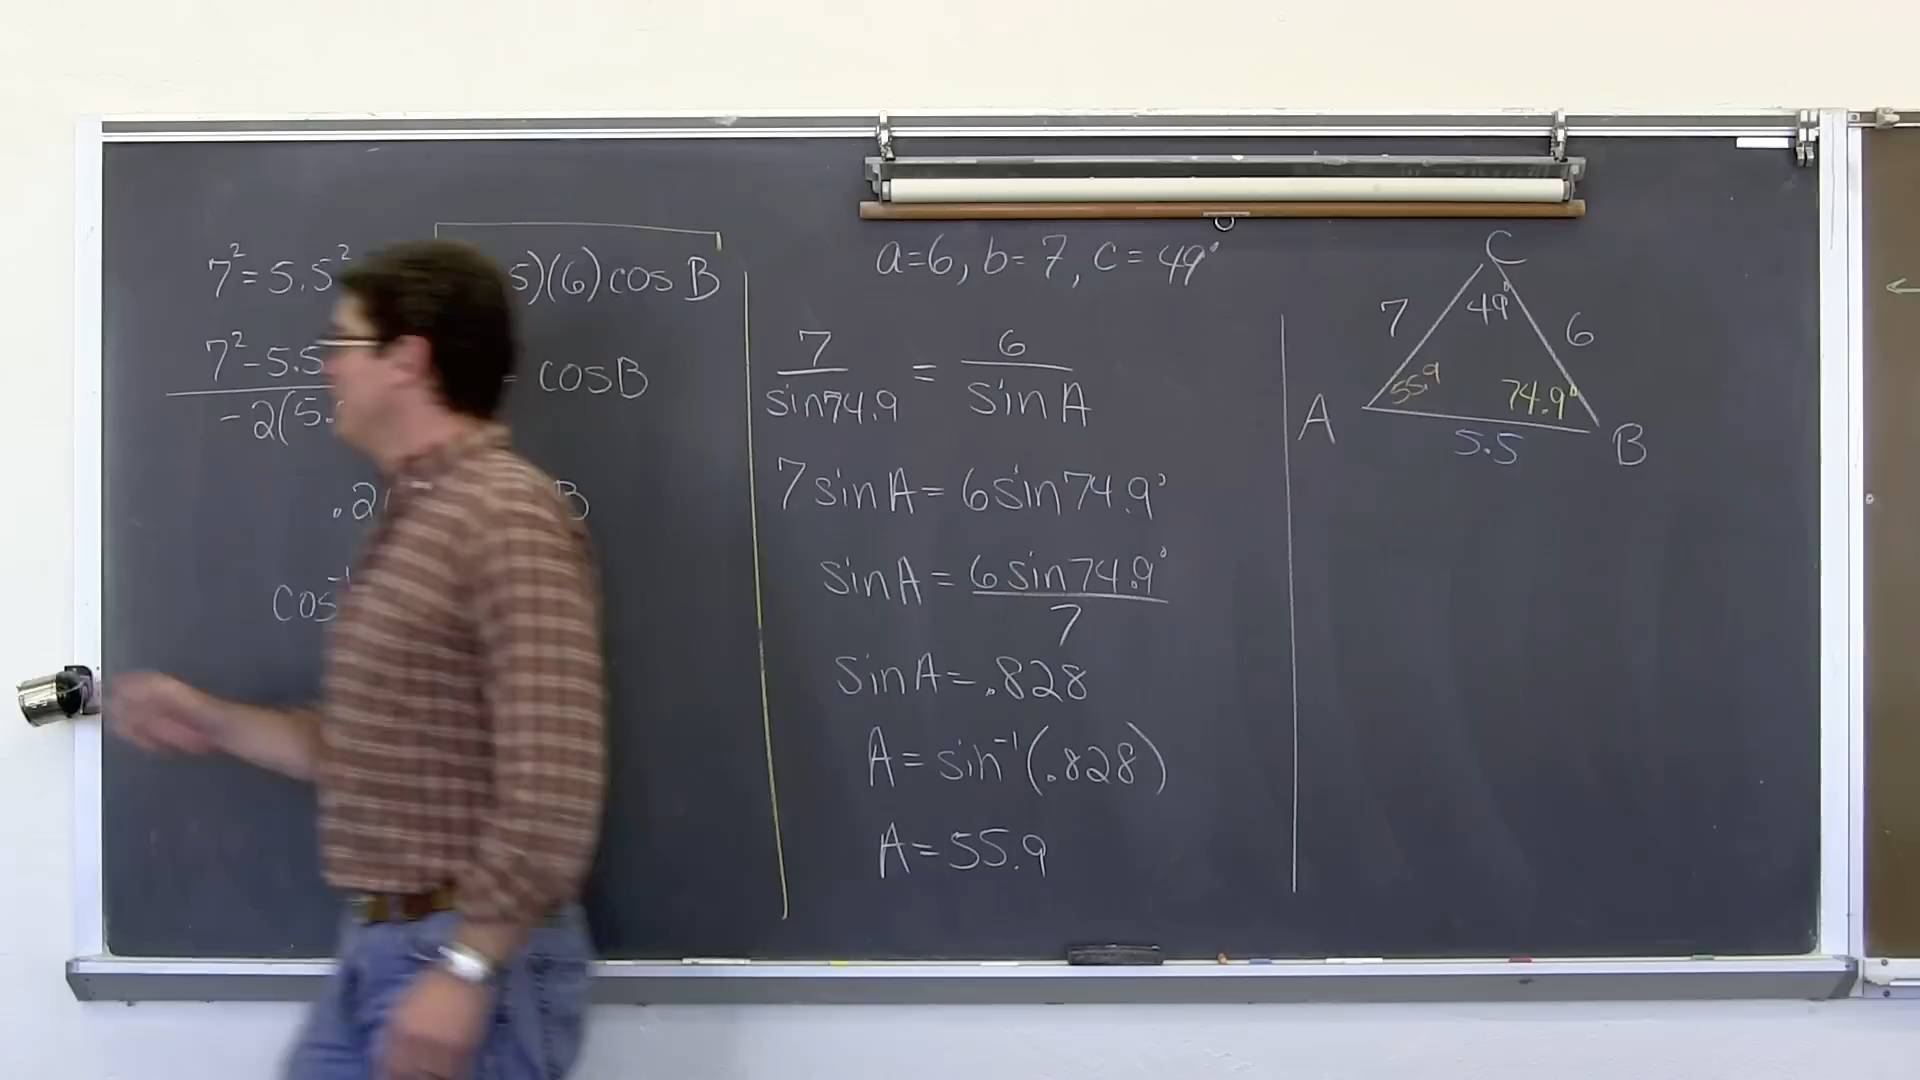 7² = 5.5² 5)(6) cos B
7² - 5.5 = cos B
-2(5.
.2 B
cos⁻¹
a=6, b=7, c=49°
7/sin74.9 = 6/sin A
7 sin A = 6 sin 74.9°
sin A = 6 sin 74.9°/7
sin A = .828
A = sin⁻¹(.828)
A = 55.9
C
7 49° 6
55.9 74.9°
A 5.5 B